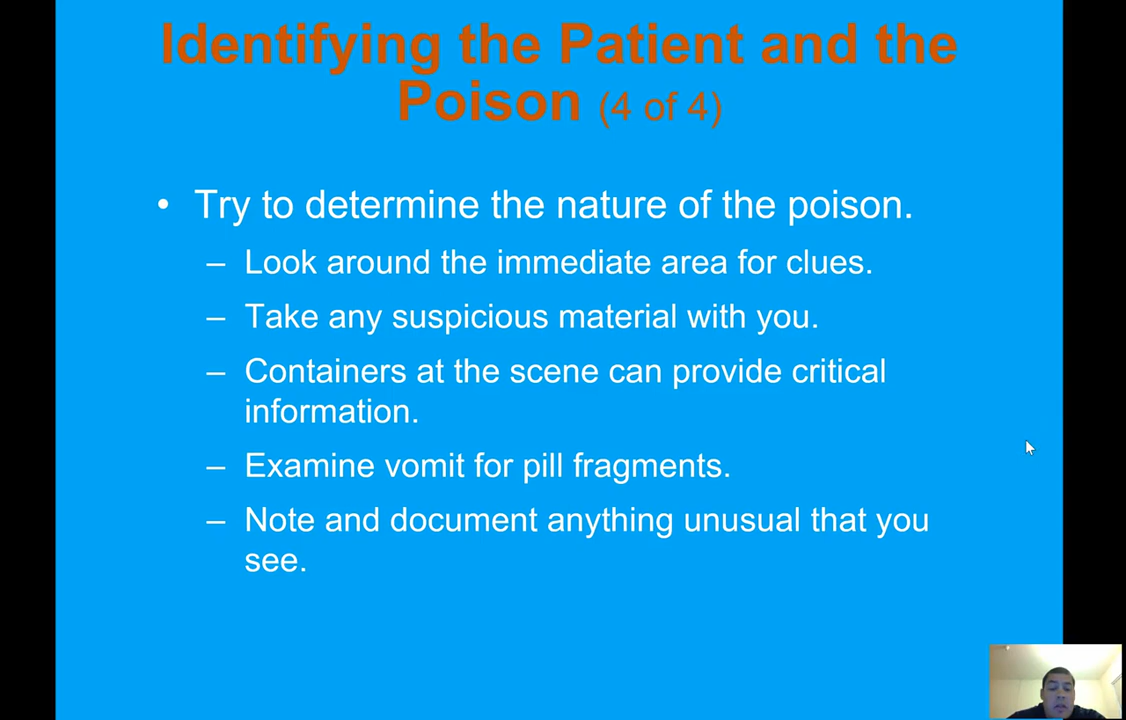 Identifying the Patient and the
Poison (4 of 4)
• Try to determine the nature of the poison.
– Look around the immediate area for clues.
– Take any suspicious material with you.
– Containers at the scene can provide critical
information.
– Examine vomit for pill fragments.
– Note and document anything unusual that you
see.